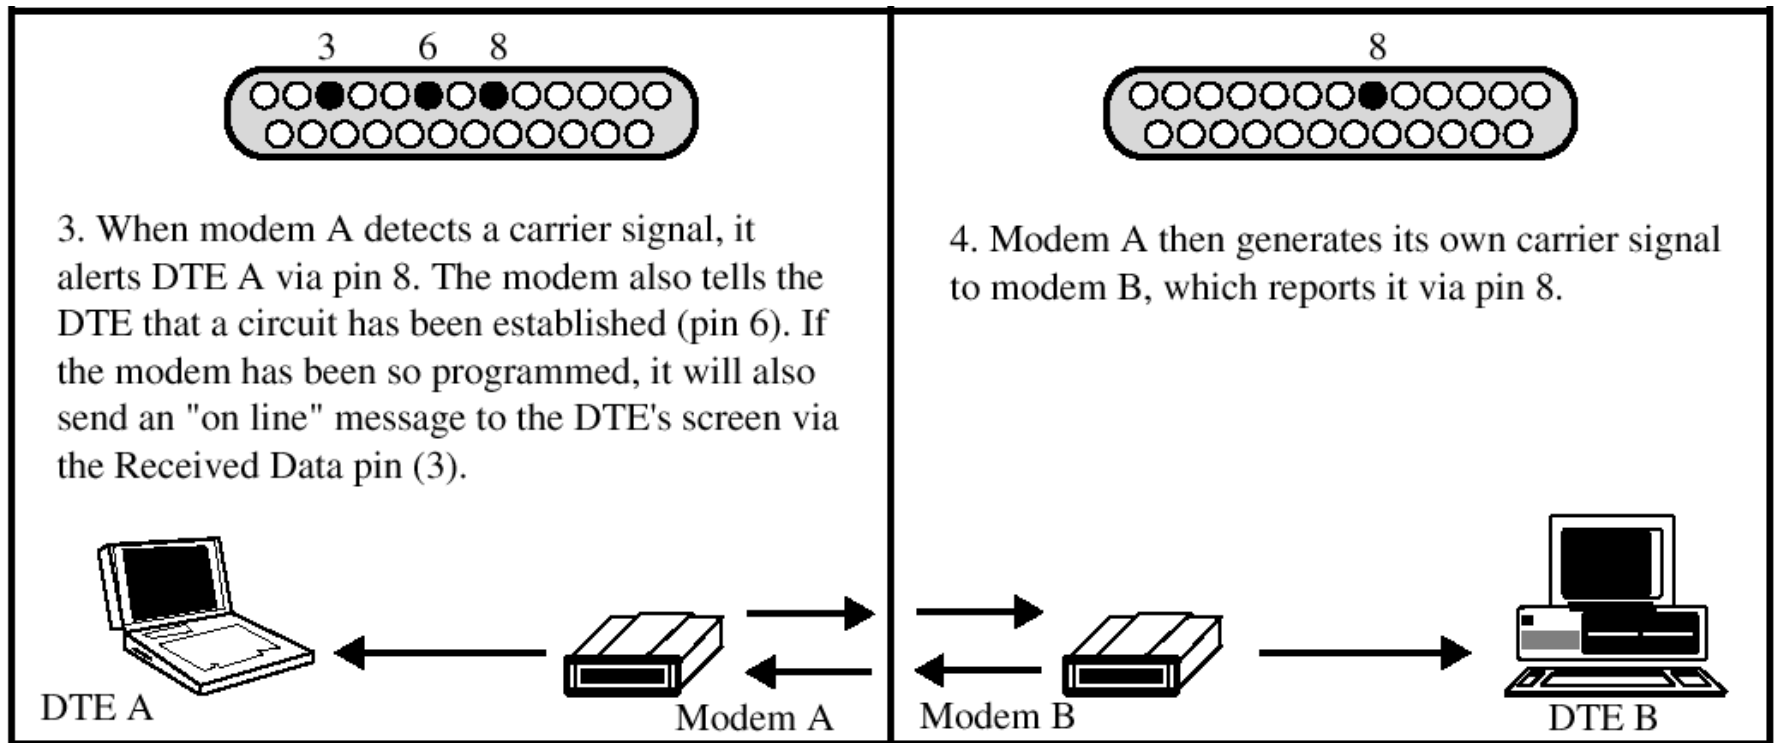 3 6 8
3. When modem A detects a carrier signal, it
alerts DTE A via pin 8. The modem also tells the
DTE that a circuit has been established (pin 6). If
the modem has been so programmed, it will also
send an "on line" message to the DTE's screen via
the Received Data pin (3).
DTE A
Modem A
8
4. Modem A then generates its own carrier signal
to modem B, which reports it via pin 8.
Modem B
DTE B